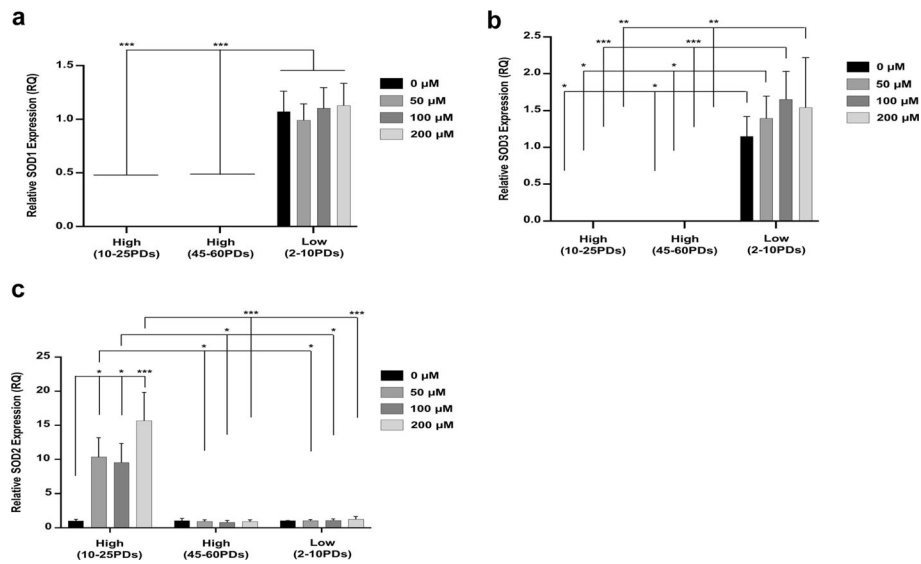 a
***
***
Relative SOD1 Expression (RQ)
1.5
1.0
0.5
0.0
High
(10-25PDs)
High
(45-60PDs)
Low
(2-10PDs)
0 µM
50 µM
100 µM
200 µM
b
**
**
***
***
*
*
*
*
Relative SOD3 Expression (RQ)
2.5
2.0
1.5
1.0
0.5
0.0
High
(10-25PDs)
High
(45-60PDs)
Low
(2-10PDs)
0 µM
50 µM
100 µM
200 µM
c
***
***
*
*
*
*
* * ***
Relative SOD2 Expression (RQ)
25
20
15
10
5
0
High
(10-25PDs)
High
(45-60PDs)
Low
(2-10PDs)
0 µM
50 µM
100 µM
200 µM